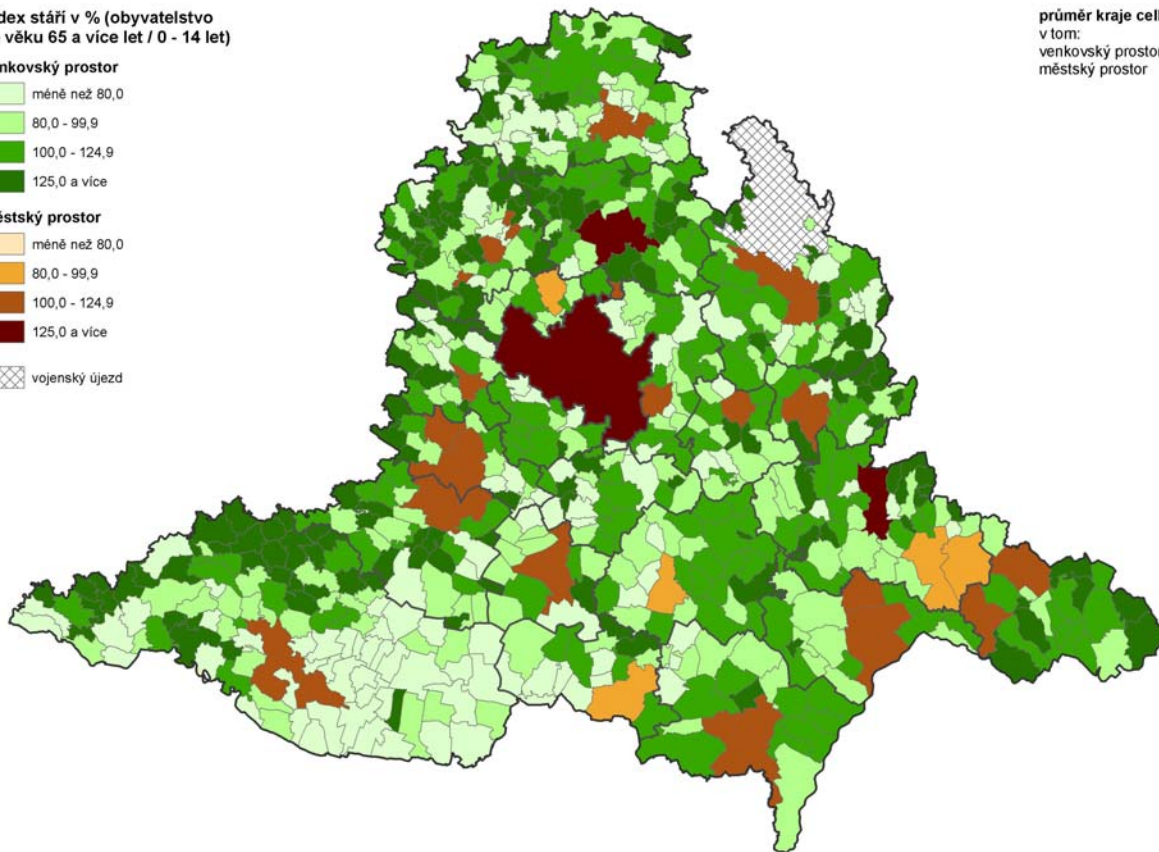 dex stáří v % (obyvatelstvo
věku 65 a více let / 0 - 14 let)
nkovský prostor
méně než 80,0
80,0 - 99,9
100,0 - 124,9
125,0 a více
ěstský prostor
méně než 80,0
80,0 - 99,9
100,0 - 124,9
125,0 a více
vojenský újezd
průměr kraje cel
v tom:
venkovský prostor
městský prostor